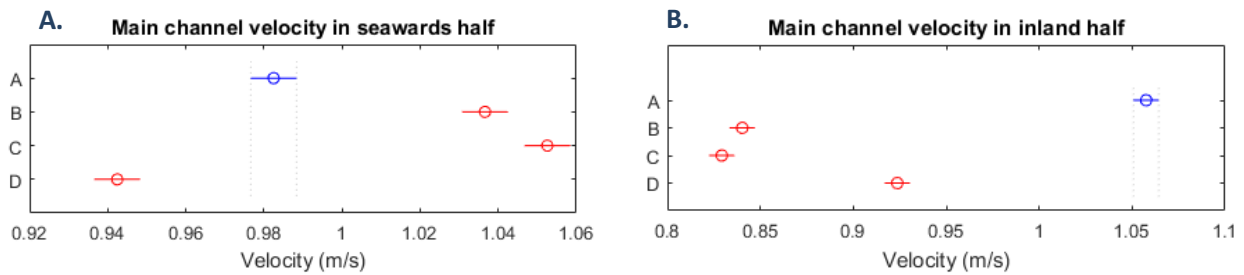 A.
Main channel velocity in seawards half
A
B
C
D
0.92 0.94 0.96 0.98 1 1.02 1.04 1.06
Velocity (m/s)
B.
Main channel velocity in inland half
A
B
C
D
0.8 0.85 0.9 0.95 1 1.05 1.1
Velocity (m/s)